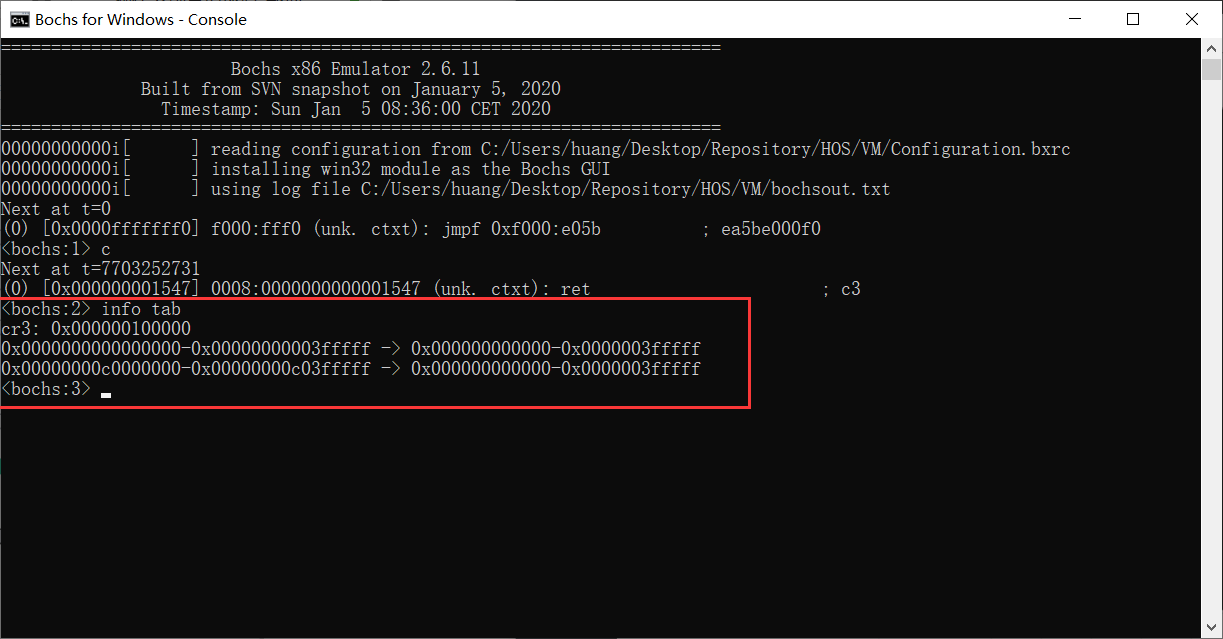 Bochs for Windows - Console
========================================================================
Bochs x86 Emulator 2.6.11
Built from SVN snapshot on January 5, 2020
Timestamp: Sun Jan  5 08:36:00 CET 2020
========================================================================
00000000000i[      ] reading configuration from C:/Users/huang/Desktop/Repository/HOS/VM/Configuration.bxrc
00000000000i[      ] installing win32 module as the Bochs GUI
00000000000i[      ] using log file C:/Users/huang/Desktop/Repository/HOS/VM/bochsout.txt
Next at t=0
(0) [0x0000fffffff0] f000:fff0 (unk. ctxt): jmpf 0xf000:e05b          ; ea5be000f0
<bochs:1> c
Next at t=7703252731
(0) [0x000000001547] 0008:0000000000001547 (unk. ctxt): ret                       ; c3
<bochs:2> info tab
cr3: 0x000000100000
0x0000000000000000-0x00000000003fffff -> 0x000000000000-0x0000003fffff
0x00000000c0000000-0x00000000c03fffff -> 0x000000000000-0x0000003fffff
<bochs:3>